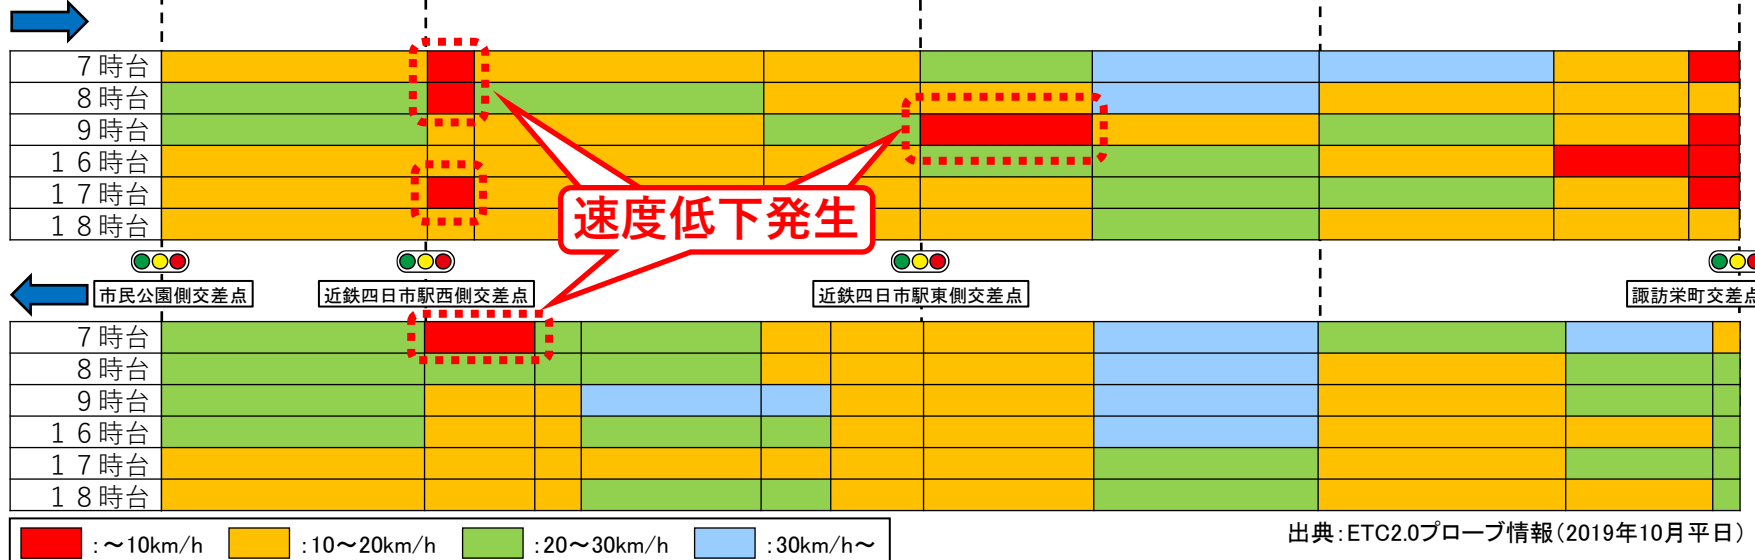 7時台
8時台
9時台
16時台
17時台
18時台
速度低下発生
市民公園側交差点
近鉄四日市駅西側交差点
近鉄四日市駅東側交差点
諏訪栄町交差点
7時台
8時台
9時台
16時台
17時台
18時台
:～10km/h
:10～20km/h
:20～30km/h
:30km/h～
出典:ETC2.0プローブ情報(2019年10月平日)